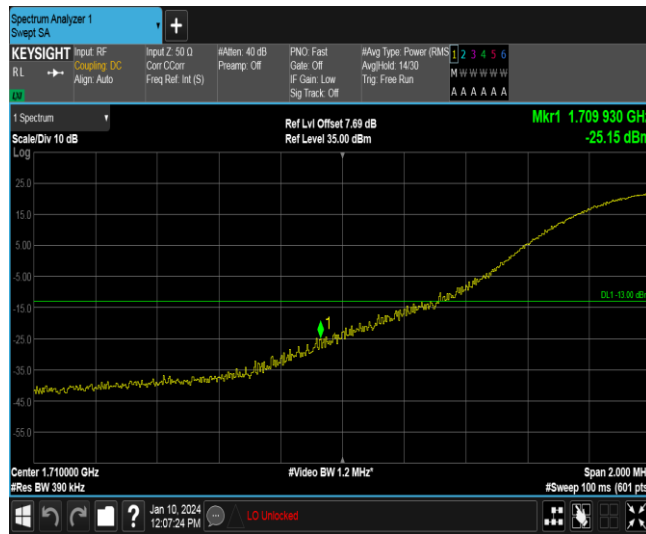 Spectrum Analyzer 1
Swept SA
KEYSIGHT
RL
Input: RF
Coupling: DC
Align: Auto
Input Z: 50 Ω
Corr CCorr
Freq Ref: Int (S)
#Atten: 40 dB
Preamp: Off
PNO: Fast
Gate: Off
IF Gain: Low
Sig Track: Off
#Avg Type: Power (RMS
Avg|Hold: 14/30
Trig: Free Run
1 2 3 4 5 6
M W W W W W
A A A A A A
1 Spectrum
Scale/Div 10 dB
Log
Ref Lvl Offset 7.69 dB
Ref Level 35.00 dBm
Mkr1 1.709 930 GHz
-25.15 dBm
25.0
15.0
5.00
-5.00
-15.0
-25.0
-35.0
-45.0
-55.0
1
DL1 -13.00 dBm
Center 1.710000 GHz
#Res BW 390 kHz
#Video BW 1.2 MHz*
Span 2.000 MH
#Sweep 100 ms (601 pts
?
Jan 10, 2024
12:07:24 PM
LO Unlocked